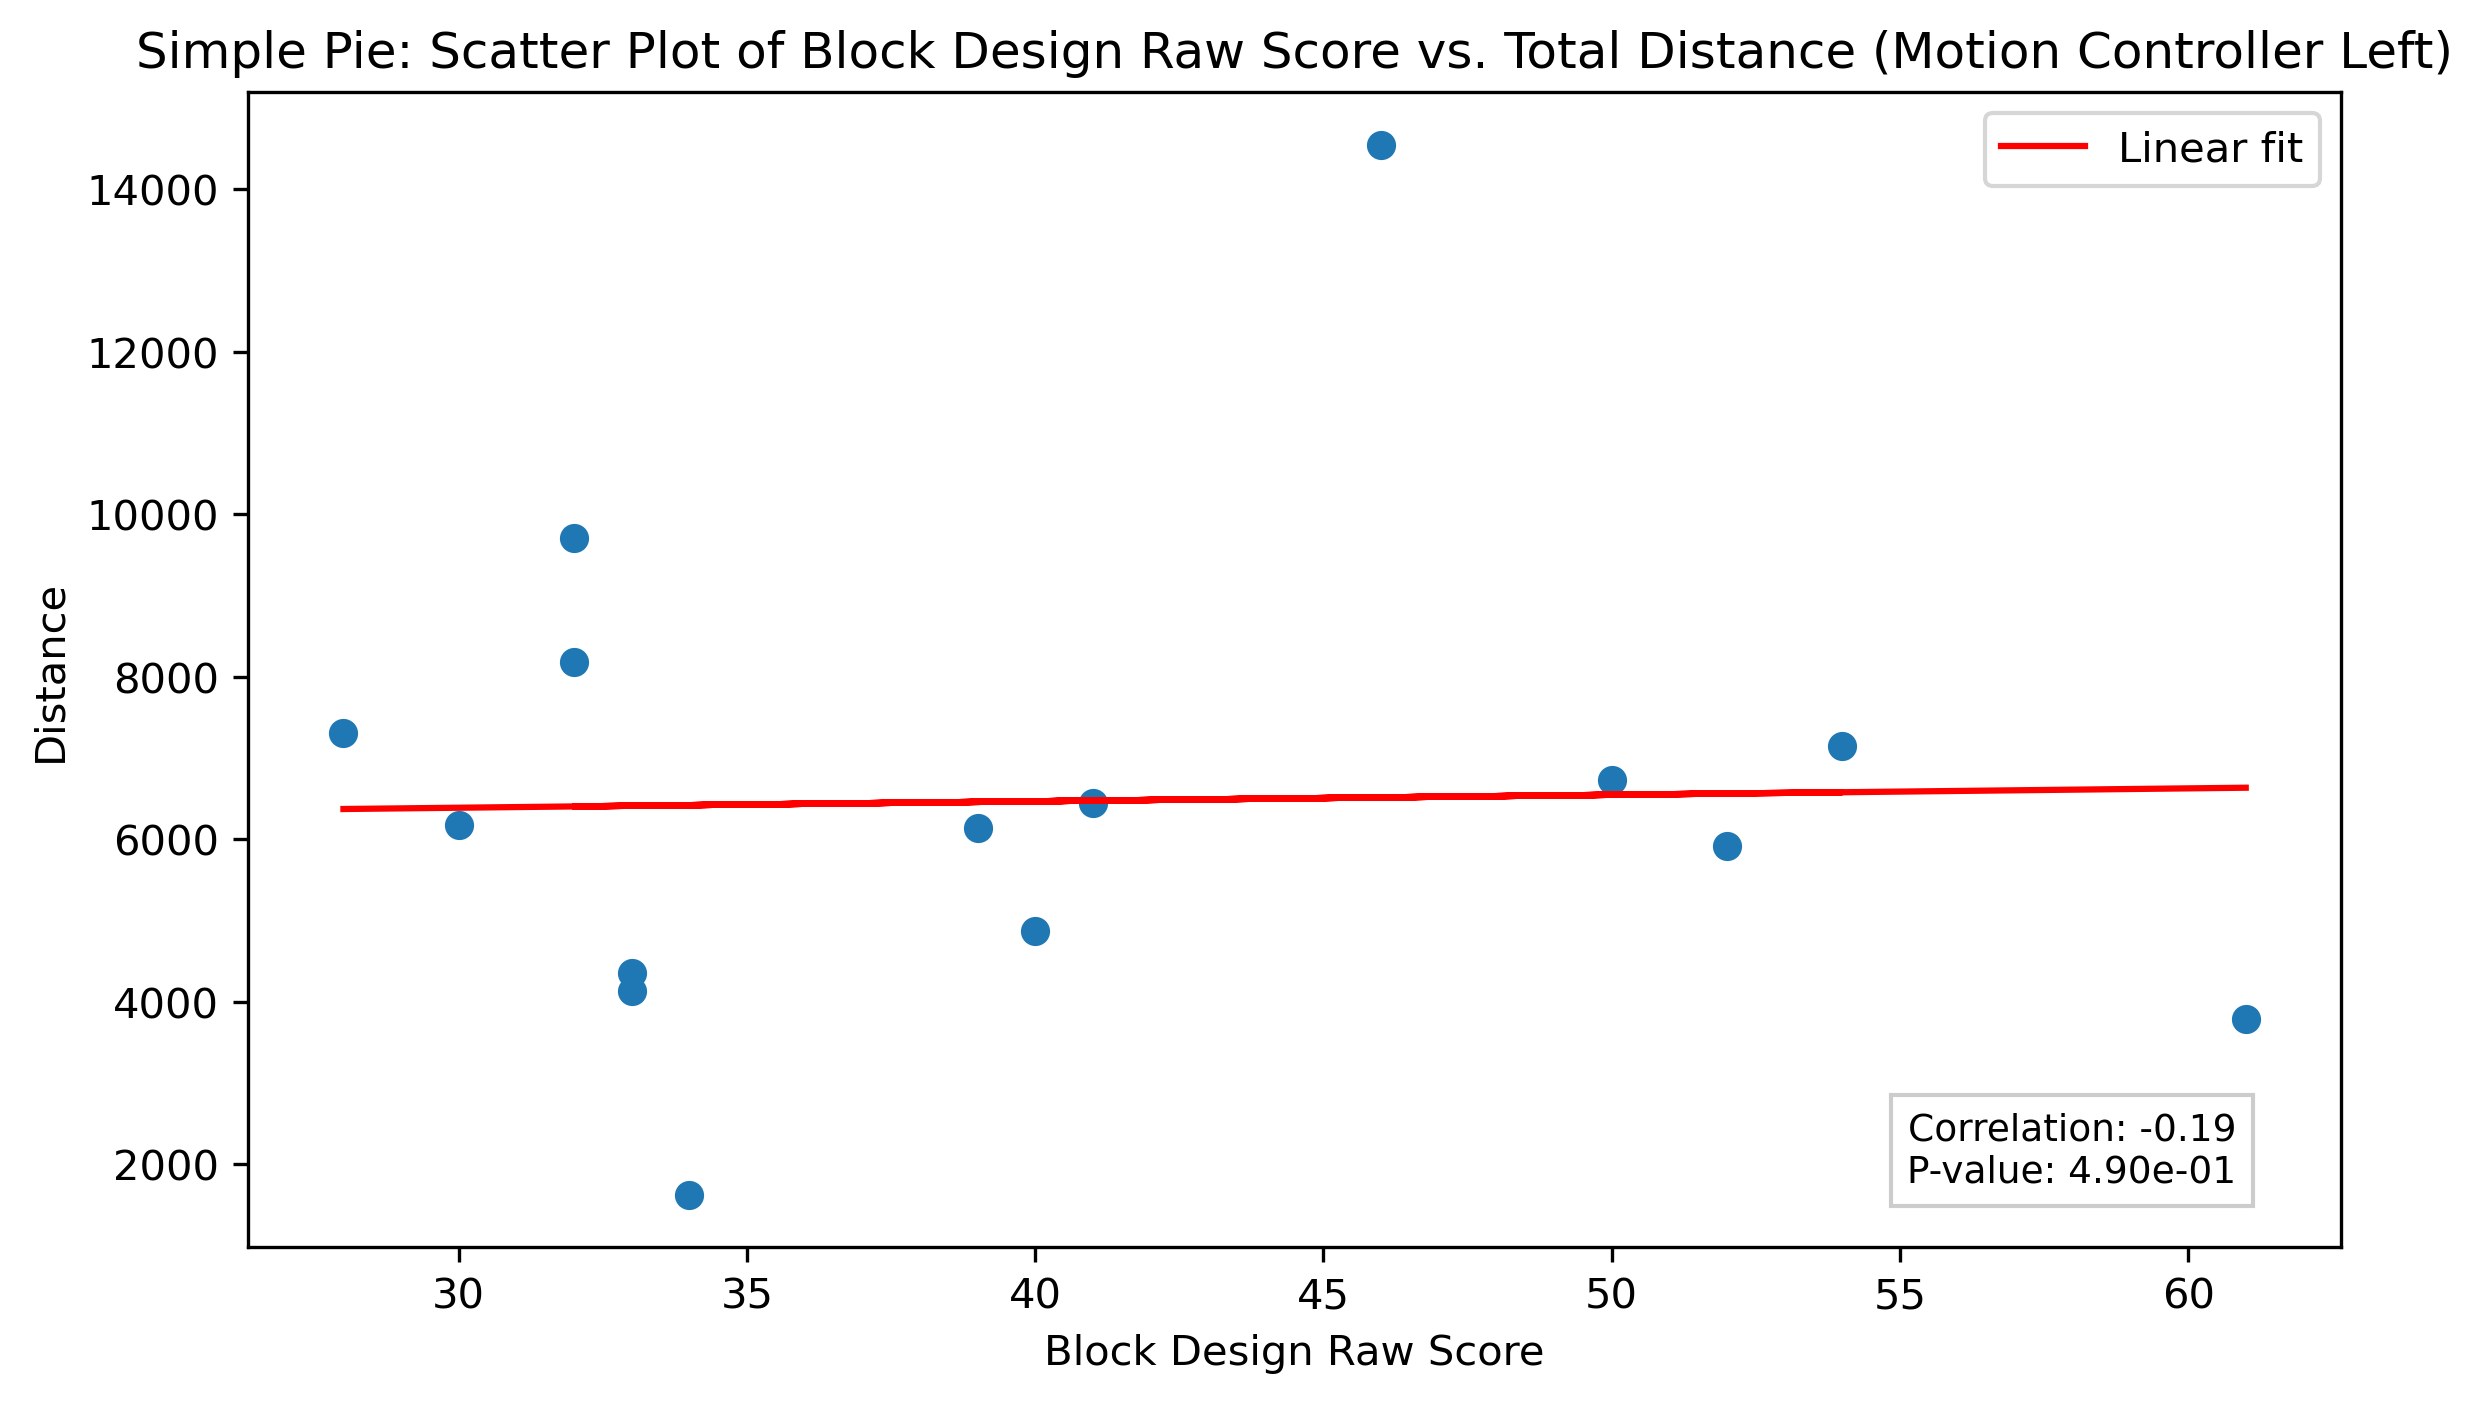 Simple Pie: Scatter Plot of Block Design Raw Score vs. Total Distance (Motion Controller Left)
Linear fit
14000
12000
10000
8000
6000
4000
2000
Distance
Correlation: -0.19
P-value: 4.90e-01
30 35 40 45 50 55 60
Block Design Raw Score